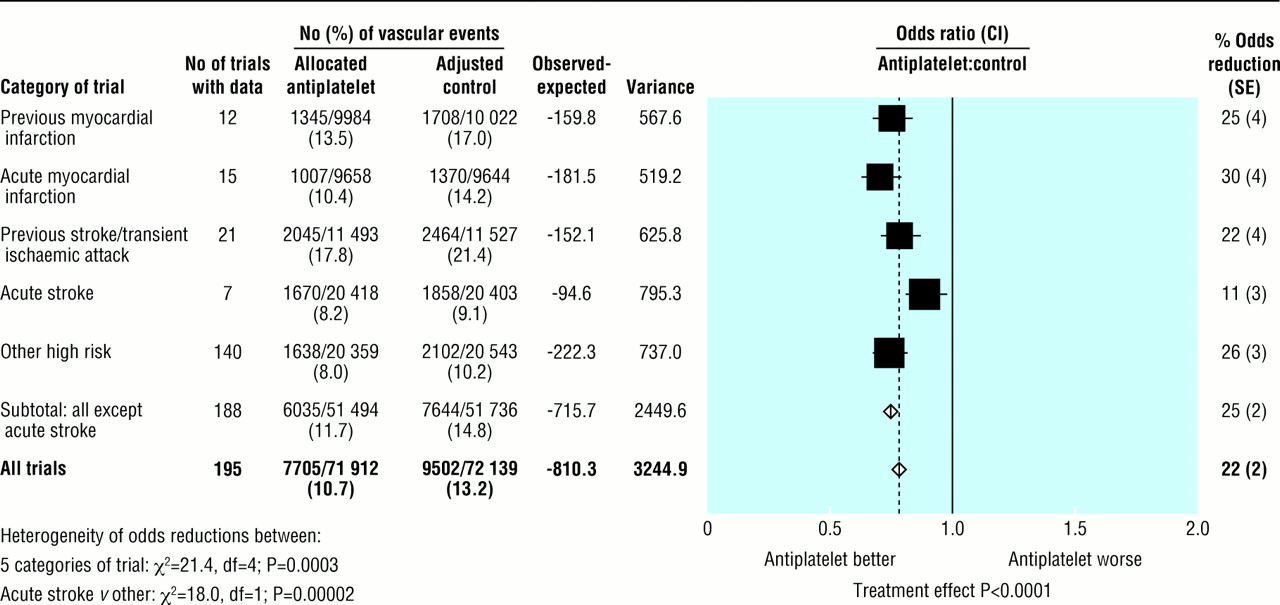 No (%) of vascular events Odds ratio (CI) % Odds
No of trials Allocated Adjusted Observed- Antiplatelet:control reduction
Category of trial with data antiplatelet control expected Variance (SE)
Previous myocardial 12 1345/9984 1708/10 022 -159.8 567.6 25 (4)
infarction (13.5) (17.0)
Acute myocardial 15 1007/9658 1370/9644 -181.5 519.2 30 (4)
infarction (10.4) (14.2)
Previous stroke/transient 21 2045/11 493 2464/11 527 -152.1 625.8 22 (4)
ischaemic attack (17.8) (21.4)
Acute stroke 7 1670/20 418 1858/20 403 -94.6 795.3 11 (3)
(8.2) (9.1)
Other high risk 140 1638/20 359 2102/20 543 -222.3 737.0 26 (3)
(8.0) (10.2)
Subtotal: all except 188 6035/51 494 7644/51 736 -715.7 2449.6 25 (2)
acute stroke (11.7) (14.8)
All trials 195 7705/71 912 9502/72 139 -810.3 3244.9 22 (2)
(10.7) (13.2)
0 0.5 1.0 1.5 2.0
Heterogeneity of odds reductions between:
Antiplatelet better Antiplatelet worse
5 categories of trial: χ²=21.4, df=4; P=0.0003
Treatment effect P<0.0001
Acute stroke v other: χ²=18.0, df=1; P=0.00002